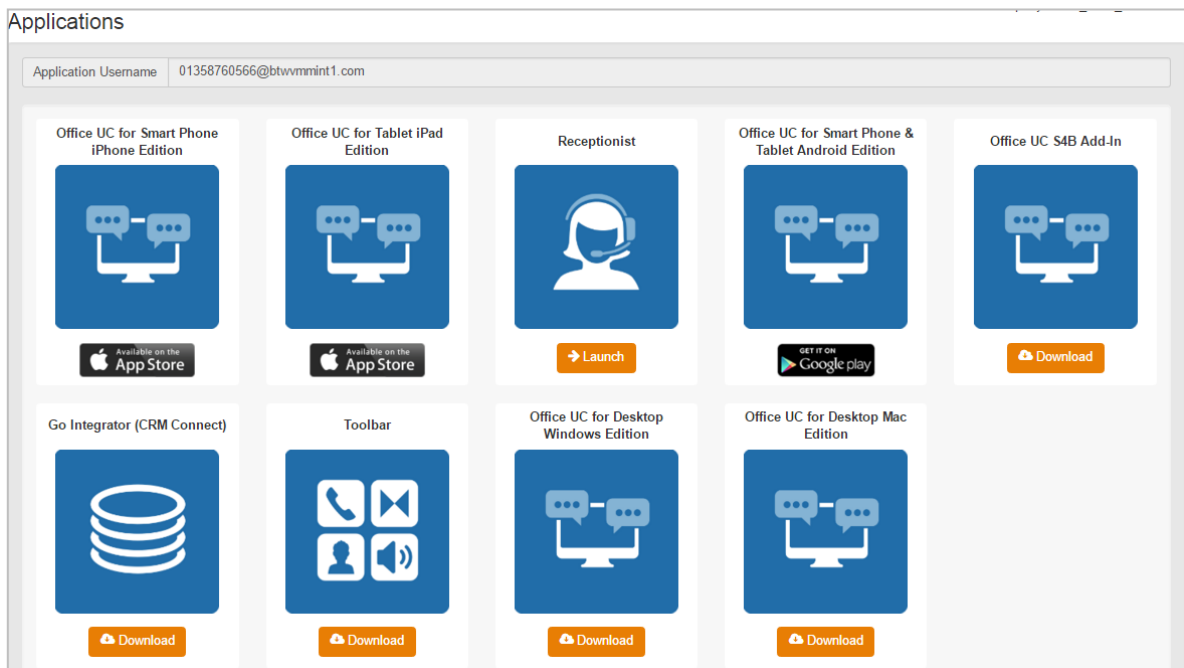 Applications
Application Username 01358760566@btwvmmint1.com
Office UC for Smart Phone
iPhone Edition
Office UC for Tablet iPad
Edition
Receptionist
Office UC for Smart Phone &
Tablet Android Edition
Office UC S4B Add-In
Available on the
App Store
Available on the
App Store
Launch
GET IT ON
Google play
Download
Go Integrator (CRM Connect)
Toolbar
Office UC for Desktop
Windows Edition
Office UC for Desktop Mac
Edition
Download
Download
Download
Download